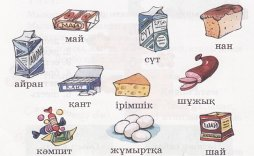 май
нан
сүт
айран
қант
ірімшік
шұжық
кәмпит
жұмыртқа
шай